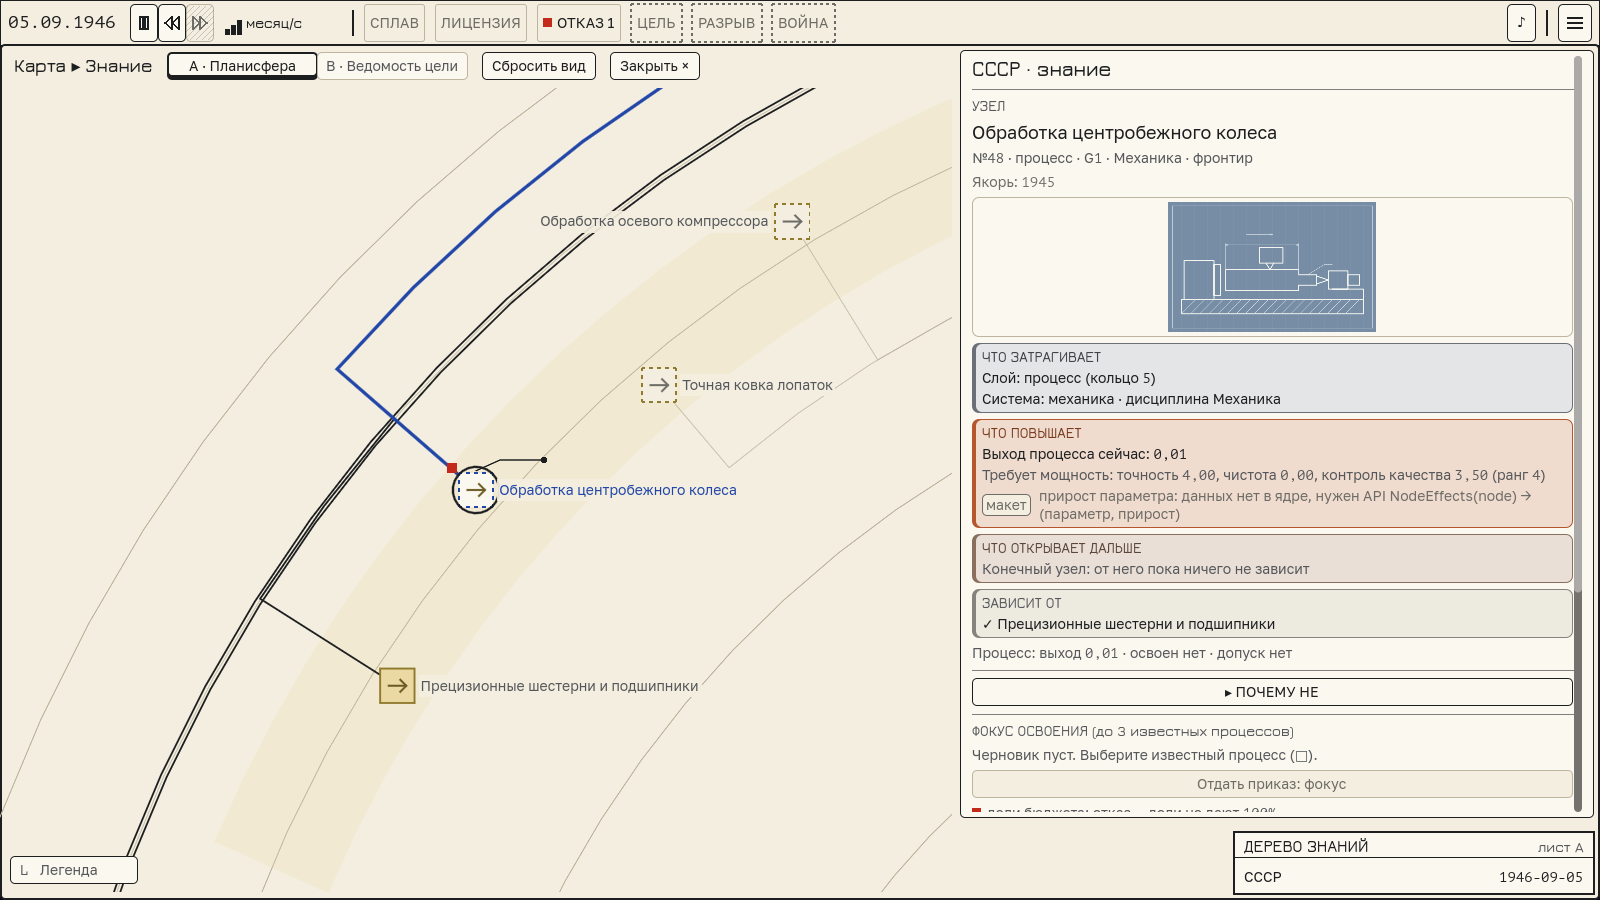 05.09.1946
месяц/с
СПЛАВ
ЛИЦЕНЗИЯ
ОТКАЗ 1
ЦЕЛЬ
РАЗРЫВ
ВОЙНА
♪
Карта ▸ Знание
А · Планисфера
В · Ведомость цели
Сбросить вид
Закрыть ×
Обработка осевого компрессора
Точная ковка лопаток
Обработка центробежного колеса
Прецизионные шестерни и подшипники
L Легенда
СССР · знание
УЗЕЛ
Обработка центробежного колеса
№48 · процесс · G1 · Механика · фронтир
Якорь: 1945
ЧТО ЗАТРАГИВАЕТ
Слой: процесс (кольцо 5)
Система: механика · дисциплина Механика
ЧТО ПОВЫШАЕТ
Выход процесса сейчас: 0,01
Требует мощность: точность 4,00, чистота 0,00, контроль качества 3,50 (ранг 4)
макет
прирост параметра: данных нет в ядре, нужен API NodeEffects(node) →
(параметр, прирост)
ЧТО ОТКРЫВАЕТ ДАЛЬШЕ
Конечный узел: от него пока ничего не зависит
ЗАВИСИТ ОТ
✓ Прецизионные шестерни и подшипники
Процесс: выход 0,01 · освоен нет · допуск нет
▸ ПОЧЕМУ НЕ
ФОКУС ОСВОЕНИЯ (до 3 известных процессов)
Черновик пуст. Выберите известный процесс (□).
Отдать приказ: фокус
ДЕРЕВО ЗНАНИЙ
лист А
СССР
1946-09-05